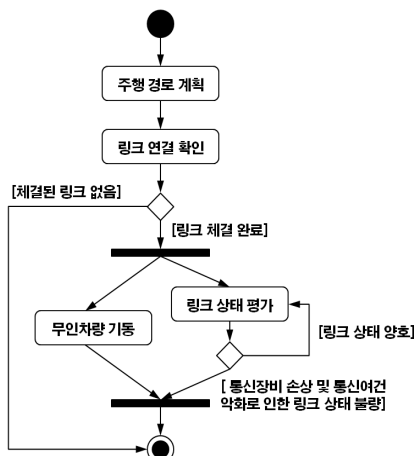 주행 경로 계획
링크 연결 확인
[체결된 링크 없음]
[링크 체결 완료]
링크 상태 평가
무인차량 기동
[링크 상태 양호]
[ 통신장비 손상 및 통신여건
악화로 인한 링크 상태 불량]